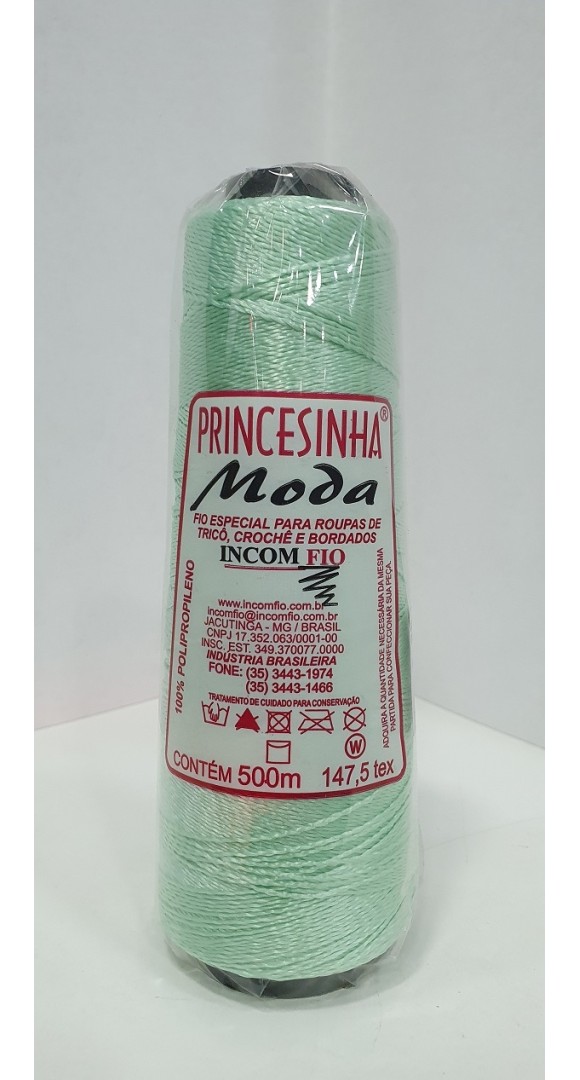 PRINCESINHA®
Moda
FIO ESPECIAL PARA ROUPAS DE
TRICÔ, CROCHÊ E BORDADOS
INCOM FIO
www.incomfio.com.br
incomfio@incomfio.com.br
JACUTINGA - MG / BRASIL
CNPJ 17.352.063/0001-00
INSC. EST. 349.370077.0000
INDÚSTRIA BRASILEIRA
FONE: (35) 3443-1974
(35) 3443-1466
TRATAMENTO DE CUIDADO PARA CONSERVAÇÃO
W
CONTÉM 500m 147,5 tex
100% POLIPROPILENO
ADQUIRA A QUANTIDADE NECESSÁRIA DA MESMA
PARTIDA PARA CONFECCIONAR SUA PEÇA.